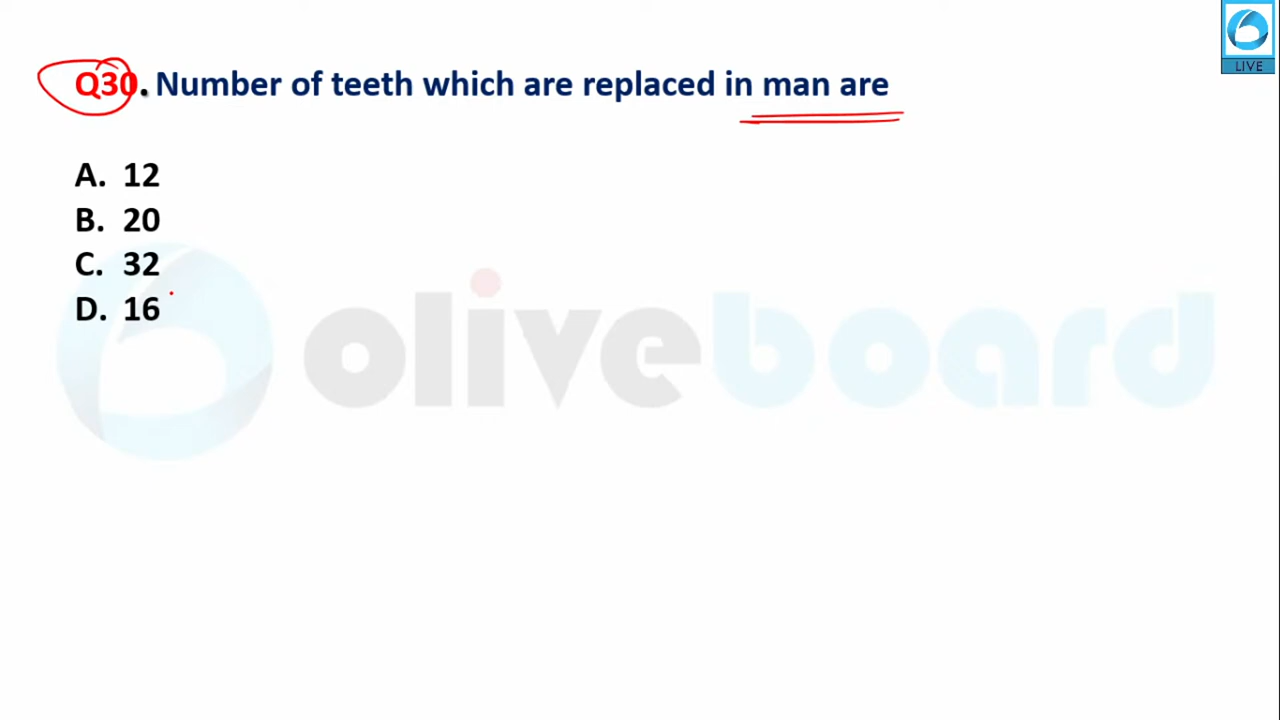 LIVE
Q30. Number of teeth which are replaced in man are
A. 12
B. 20
C. 32
D. 16
oliveboard